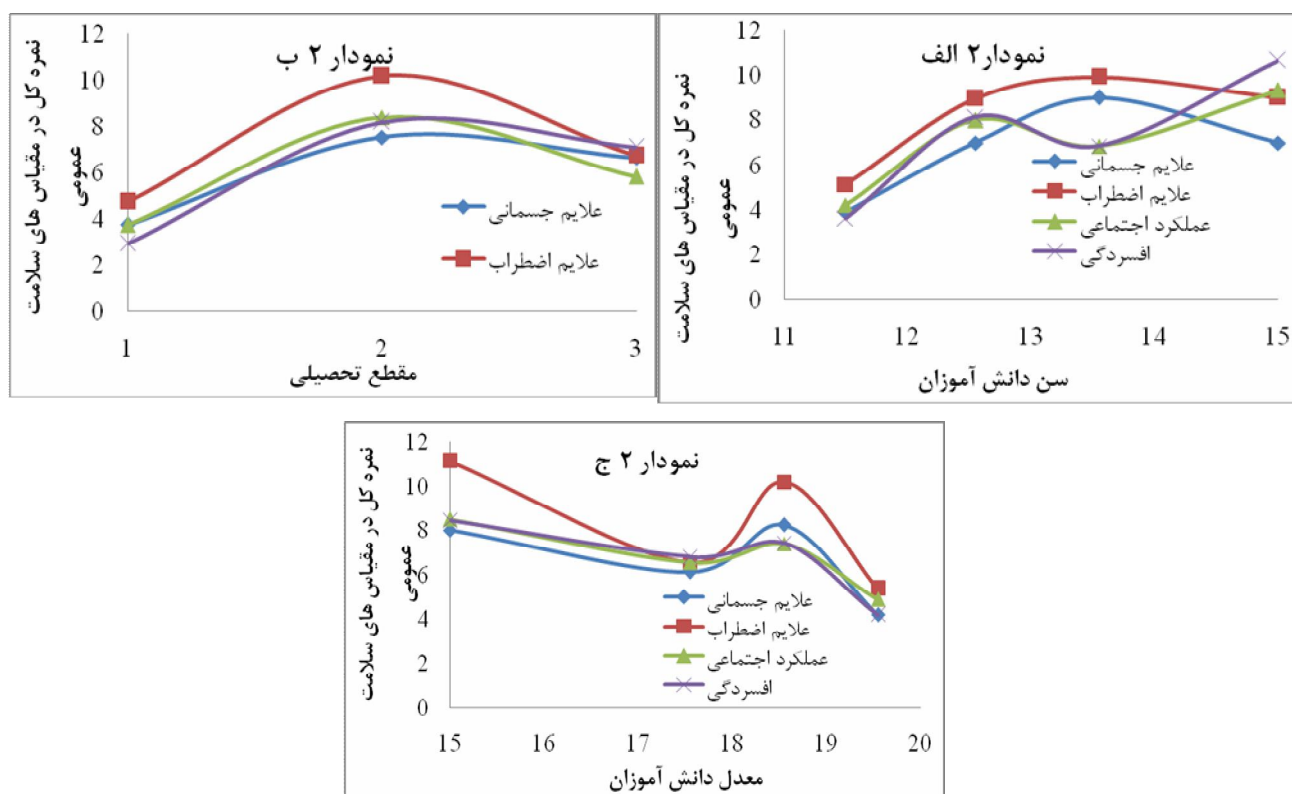 نمودار ۲ ب
نمره کل در مقیاس های سلامت
عمومی
12
10
8
6
4
2
0
1
2
3
مقطع تحصیلی
علایم جسمانی
علایم اضطراب
نمودار۲ الف
نمره کل در مقیاس های سلامت
عمومی
12
10
8
6
4
2
0
11
12
13
14
15
سن دانش آموزان
علایم جسمانی
علایم اضطراب
عملکرد اجتماعی
افسردگی
نمودار ۲ ج
نمره کل در مقیاس های سلامت
عمومی
12
10
8
6
4
2
0
15
16
17
18
19
20
معدل دانش آموزان
علایم جسمانی
علایم اضطراب
عملکرد اجتماعی
افسردگی